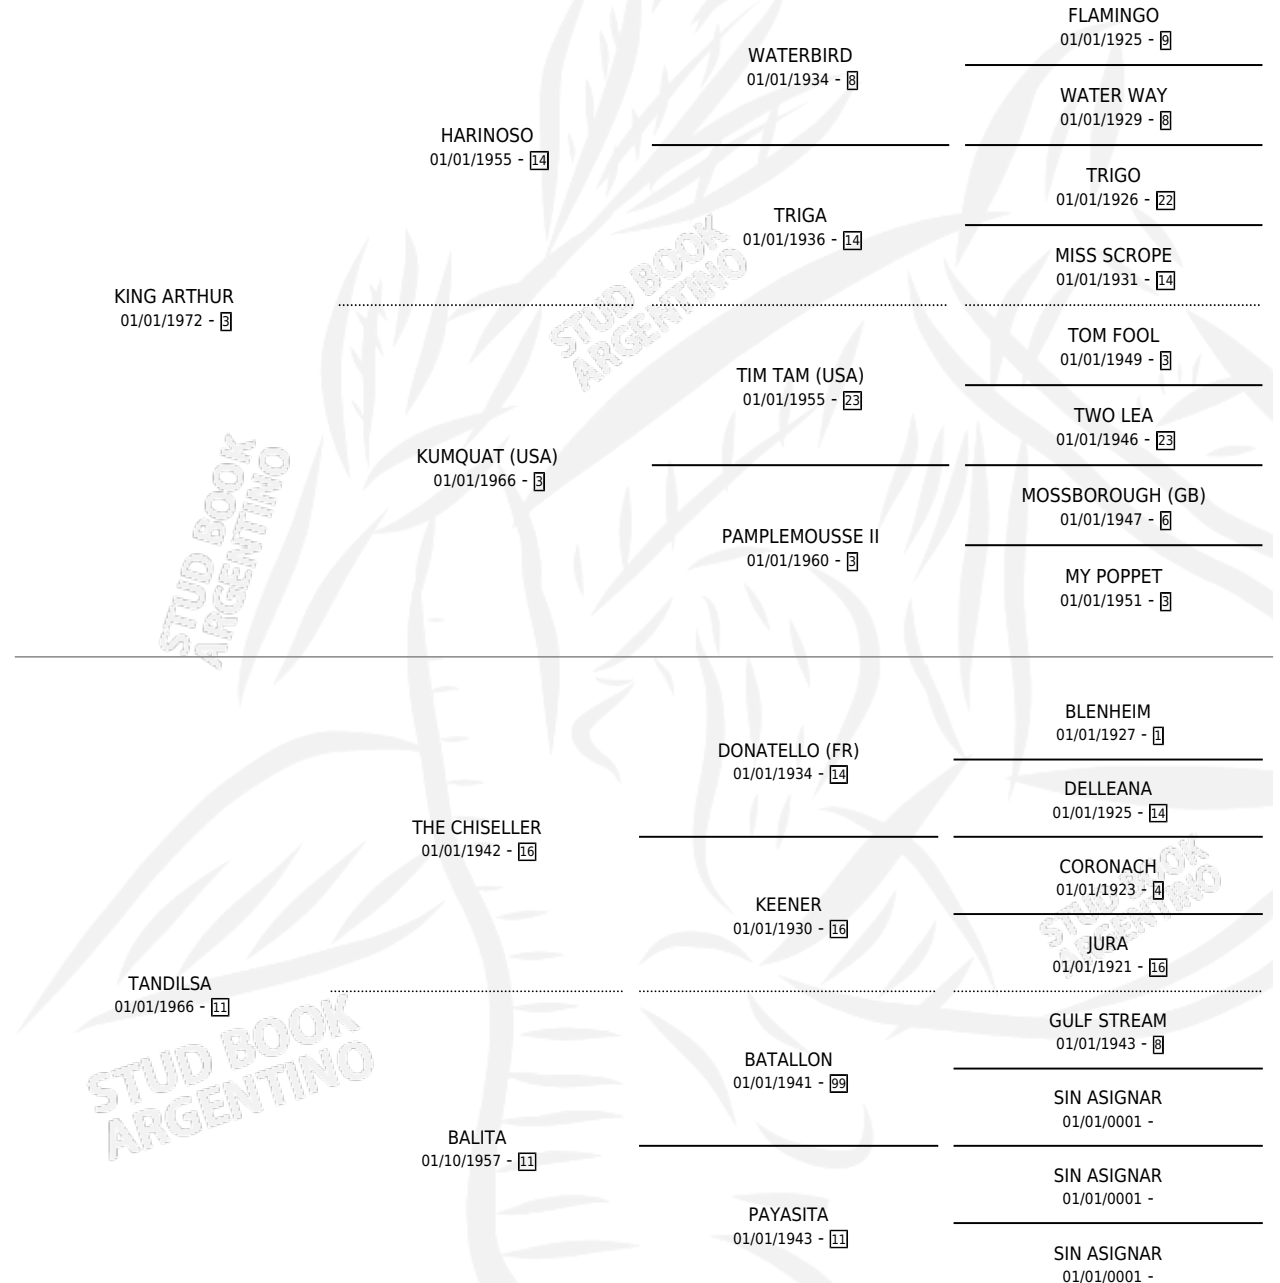 FLAMINGO
01/01/1925 - 9
WATERBIRD
01/01/1934 - 8
WATER WAY
01/01/1929 - 8
HARINOSO
01/01/1955 - 14
TRIGO
01/01/1926 - 22
TRIGA
01/01/1936 - 14
MISS SCROPE
01/01/1931 - 14
KING ARTHUR
01/01/1972 - 3
TOM FOOL
01/01/1949 - 3
TIM TAM (USA)
01/01/1955 - 23
TWO LEA
01/01/1946 - 23
KUMQUAT (USA)
01/01/1966 - 3
MOSSBOROUGH (GB)
01/01/1947 - 6
PAMPLEMOUSSE II
01/01/1960 - 3
MY POPPET
01/01/1951 - 3
BLENHEIM
01/01/1927 - 1
DONATELLO (FR)
01/01/1934 - 14
DELLEANA
01/01/1925 - 14
THE CHISELLER
01/01/1942 - 16
CORONACH
01/01/1923 - 4
KEENER
01/01/1930 - 16
JURA
01/01/1921 - 16
TANDILSA
01/01/1966 - 11
GULF STREAM
01/01/1943 - 8
BATALLON
01/01/1941 - 99
SIN ASIGNAR
01/01/0001 -
BALITA
01/10/1957 - 11
SIN ASIGNAR
01/01/0001 -
PAYASITA
01/01/1943 - 11
SIN ASIGNAR
01/01/0001 -
STUD BOOK
ARGENTINO
STUD BOOK
ARGENTINO
STUD BOOK
ARGENTINO
STUD BOOK
ARGENTINO